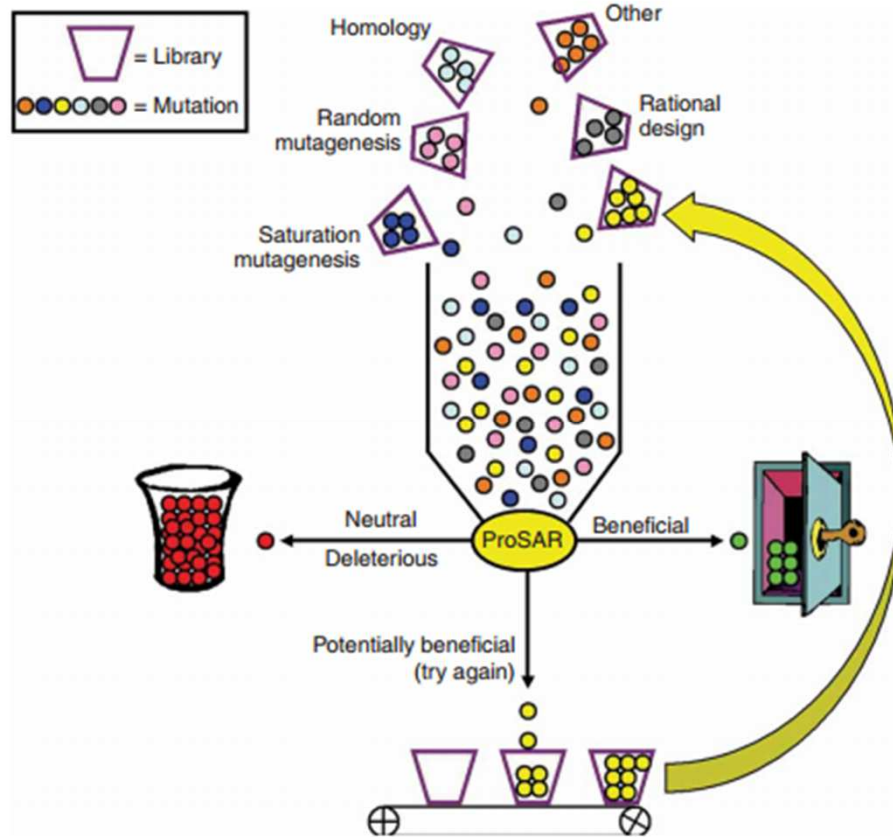 = Library
= Mutation
Homology
Other
Random
mutagenesis
Rational
design
Saturation
mutagenesis
Neutral
ProSAR
Beneficial
Deleterious
Potentially beneficial
(try again)